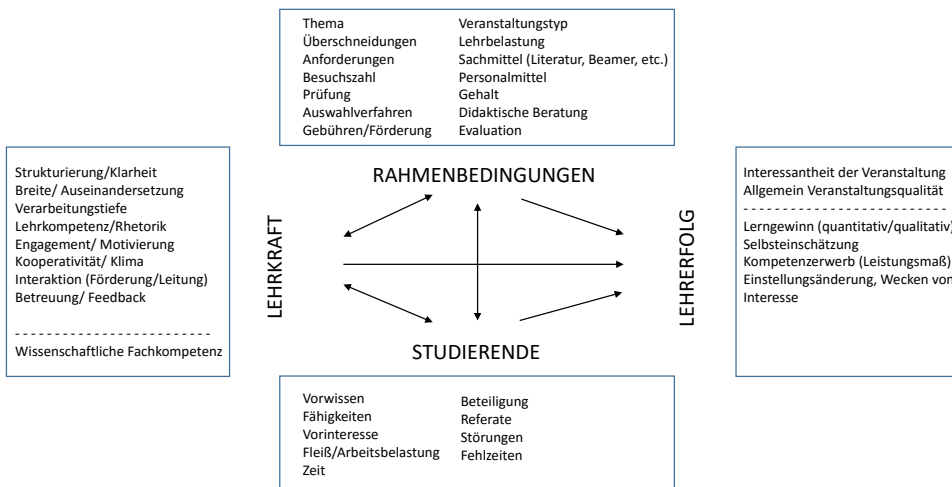 Thema
Überschneidungen
Anforderungen
Besuchszahl
Prüfung
Auswahlverfahren
Gebühren/Förderung
Veranstaltungstyp
Lehrbelastung
Sachmittel (Literatur, Beamer, etc.)
Personalmittel
Gehalt
Didaktische Beratung
Evaluation
RAHMENBEDINGUNGEN
Strukturierung/Klarheit
Breite/ Auseinandersetzung
Verarbeitungstiefe
Lehrkompetenz/Rhetorik
Engagement/ Motivierung
Kooperativität/ Klima
Interaktion (Förderung/Leitung)
Betreuung/ Feedback
- - - - - - - - - - - - - - - - - - - - - - - -
Wissenschaftliche Fachkompetenz
LEHRKRAFT
LEHRERFOLG
Interessantheit der Veranstaltung
Allgemein Veranstaltungsqualität
- - - - - - - - - - - - - - - - - - - - - - - -
Lerngewinn (quantitativ/qualitativ)
Selbsteinschätzung
Kompetenzerwerb (Leistungsmaß)
Einstellungsänderung, Wecken von
Interesse
STUDIERENDE
Vorwissen
Fähigkeiten
Vorinteresse
Fleiß/Arbeitsbelastung
Zeit
Beteiligung
Referate
Störungen
Fehlzeiten